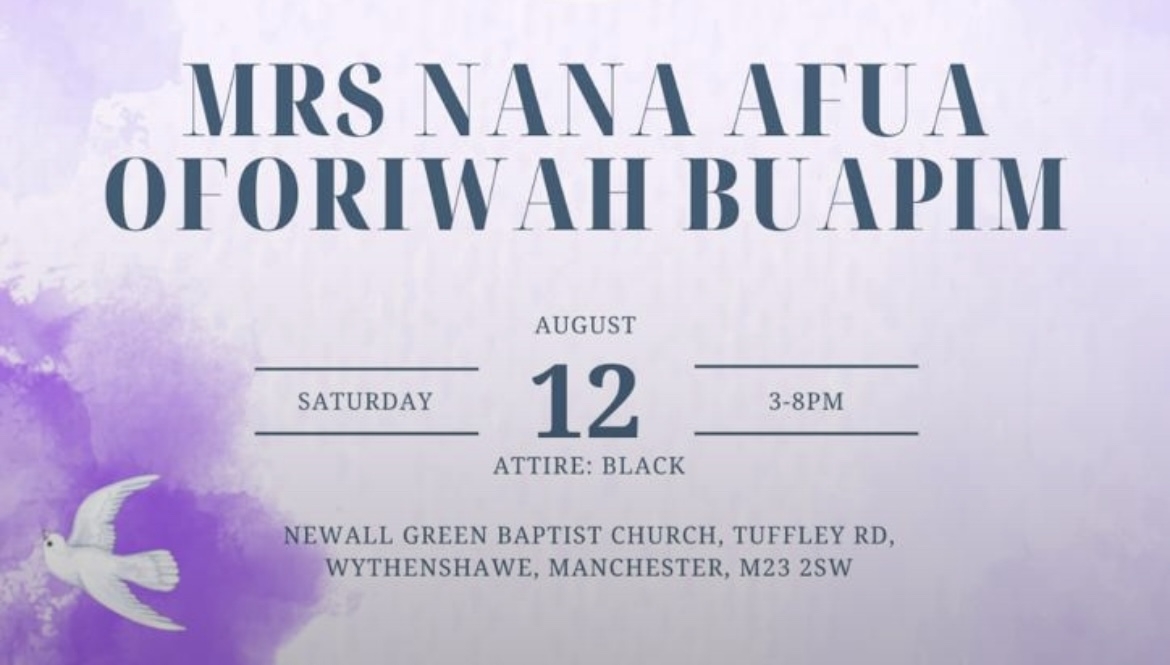 MRS NANA AFUA
OFORIWAH BUAPIM
AUGUST
SATURDAY
12
3-8PM
ATTIRE: BLACK
NEWALL GREEN BAPTIST CHURCH, TUFFLEY RD,
WYTHENSHAWE, MANCHESTER, M23 2SW